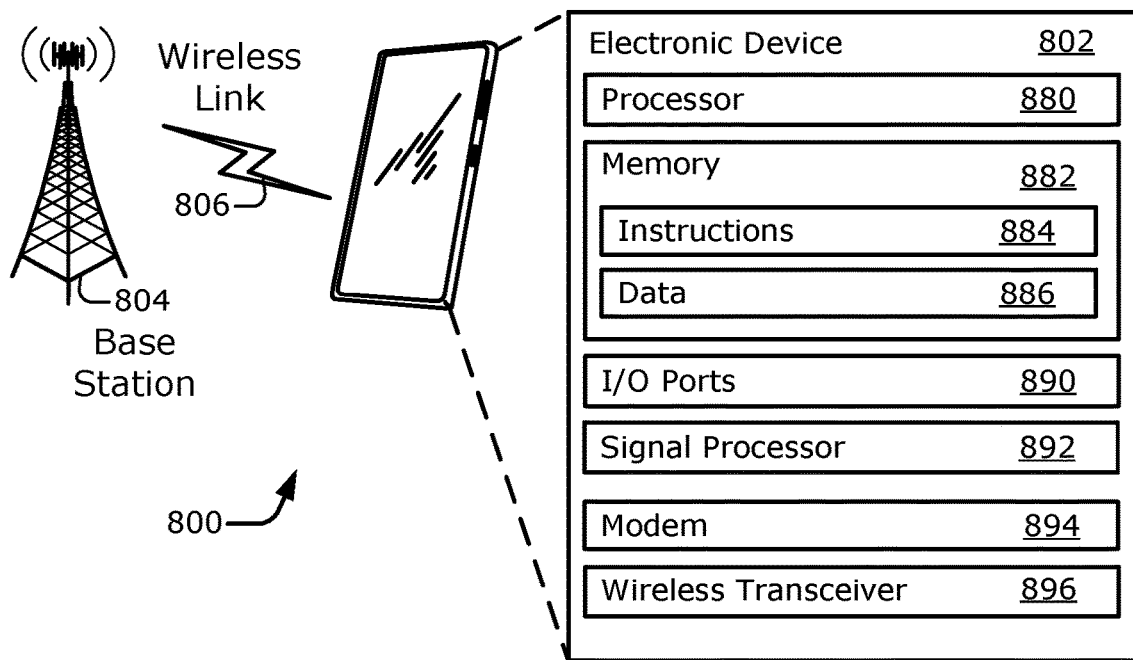 Wireless
Link
806
804
Base
Station
800
Electronic Device 802
Processor 880
Memory 882
Instructions 884
Data 886
I/O Ports 890
Signal Processor 892
Modem 894
Wireless Transceiver 896